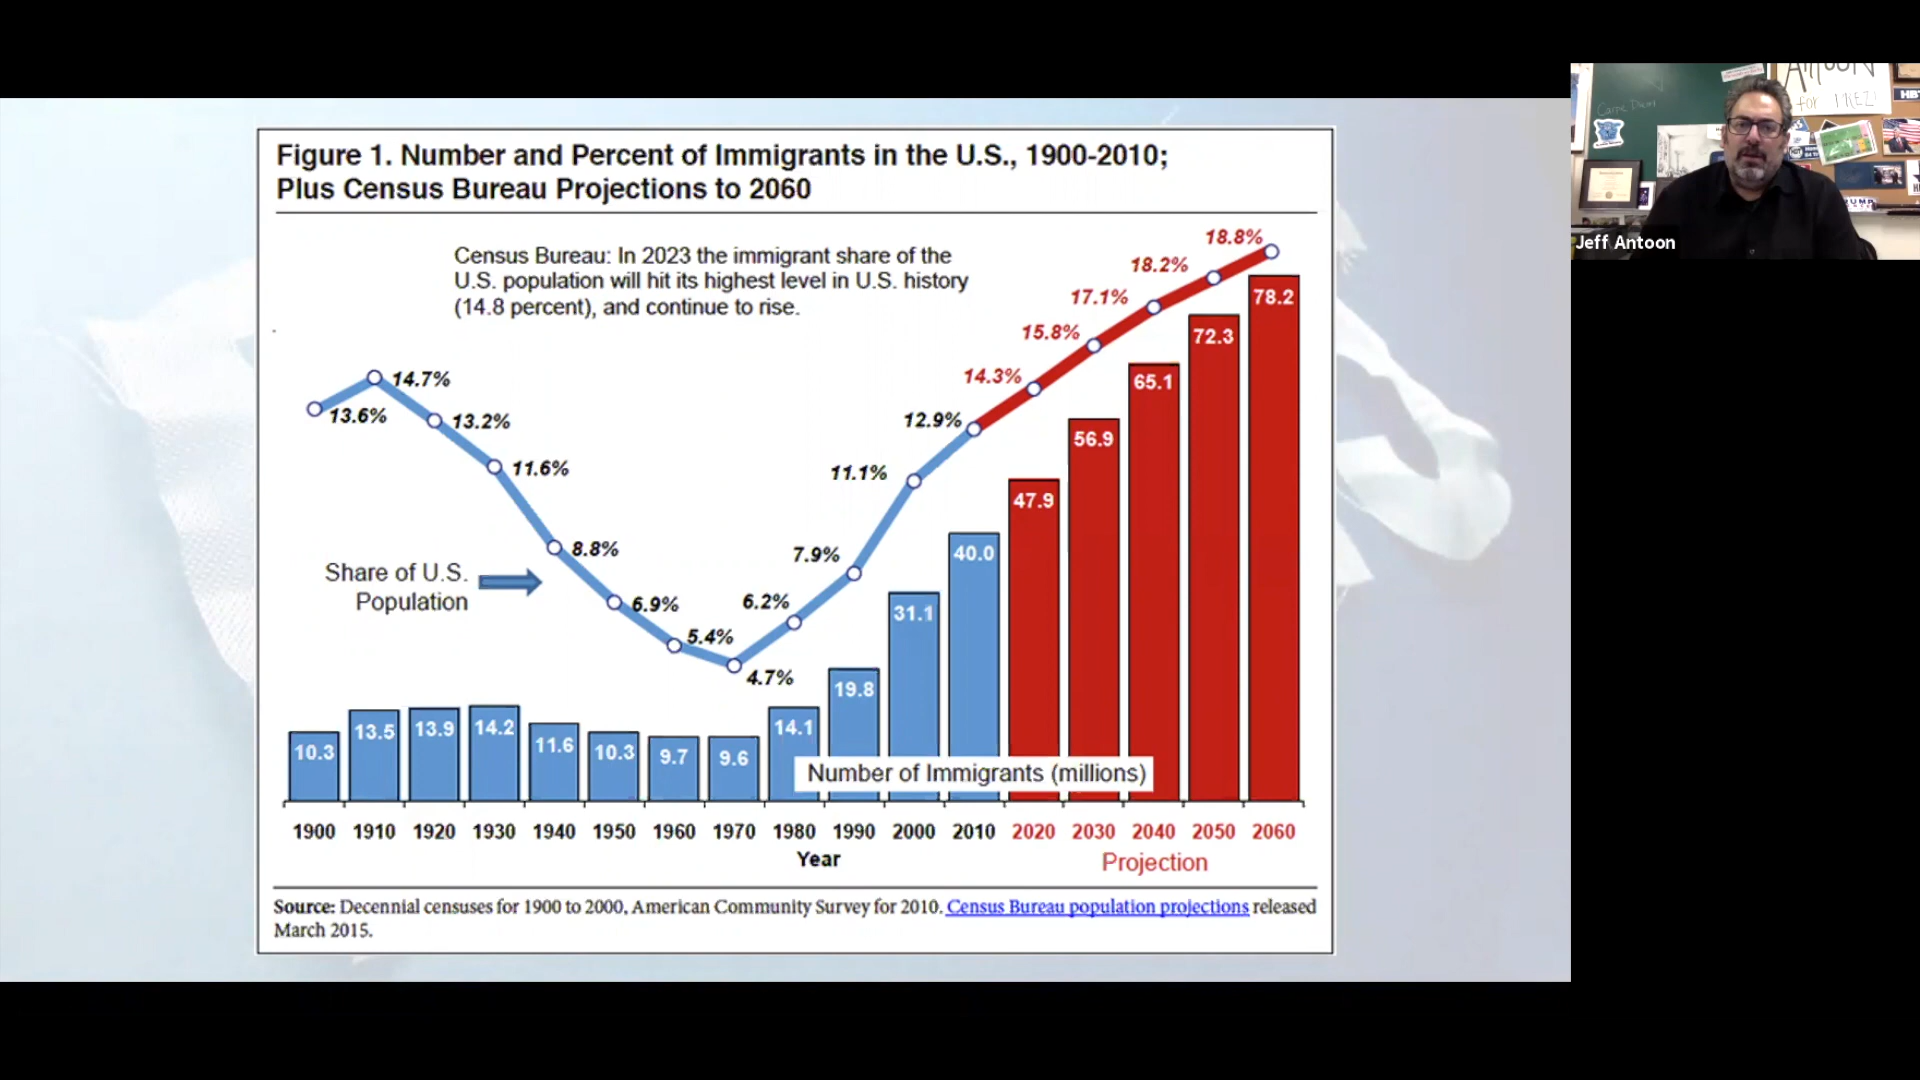 Figure 1. Number and Percent of Immigrants in the U.S., 1900-2010;
Plus Census Bureau Projections to 2060
Census Bureau: In 2023 the immigrant share of the
U.S. population will hit its highest level in U.S. history
(14.8 percent), and continue to rise.
13.6%
14.7%
13.2%
11.6%
8.8%
6.9%
5.4%
4.7%
6.2%
7.9%
11.1%
12.9%
14.3%
15.8%
17.1%
18.2%
18.8%
Share of U.S.
Population
10.3
13.5
13.9
14.2
11.6
10.3
9.7
9.6
14.1
19.8
31.1
40.0
47.9
56.9
65.1
72.3
78.2
Number of Immigrants (millions)
1900 1910 1920 1930 1940 1950 1960 1970 1980 1990 2000 2010 2020 2030 2040 2050 2060
Year
Projection
Source: Decennial censuses for 1900 to 2000, American Community Survey for 2010. Census Bureau population projections released
March 2015.
Carpe Diem
for PREZ
Jeff Antoon